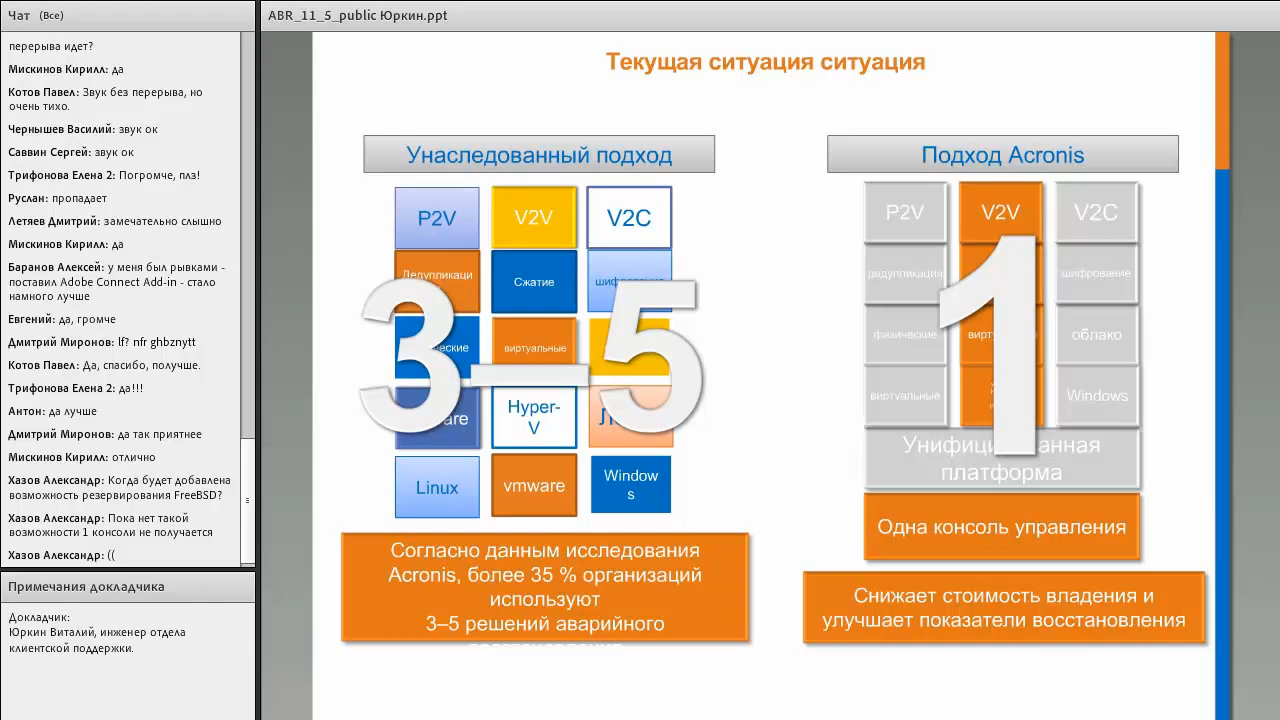 Чат (Все)
перерыва идет?
Мискинов Кирилл: да
Котов Павел: Звук без перерыва, но
очень тихо.
Чернышев Василий: звук ок
Саввин Сергей: звук ок
Трифонова Елена 2: Погромче, плз!
Руслан: пропадает
Летяев Дмитрий: замечательно слышно
Мискинов Кирилл: да
Баранов Алексей: у меня был рывками -
поставил Adobe Connect Add-in - стало
намного лучше
Евгений: да, громче
Дмитрий Миронов: lf? nfr ghbznytt
Котов Павел: Да, спасибо, получше.
Трифонова Елена 2: да!!!
Антон: да лучше
Дмитрий Миронов: да так приятнее
Мискинов Кирилл: отлично
Хазов Александр: Когда будет добавлена
возможность резервирования FreeBSD?
Хазов Александр: Пока нет такой
возможности 1 консоли не получается
Хазов Александр: ((
Примечания докладчика
Докладчик:
Юркин Виталий, инженер отдела
клиентской поддержки.
ABR_11_5_public Юркин.ppt
Текущая ситуация ситуация
Унаследованный подход
P2V
V2V
V2C
Сжатие
виртуальные
Hyper-
V
Linux
vmware
Window
s
3–5
Согласно данным исследования
Acronis, более 35 % организаций
используют
3–5 решений аварийного
Подход Acronis
P2V
V2V
V2C
дедупликация
шифрование
физические
облако
виртуальные
Windows
1
платформа
Одна консоль управления
Снижает стоимость владения и
улучшает показатели восстановления